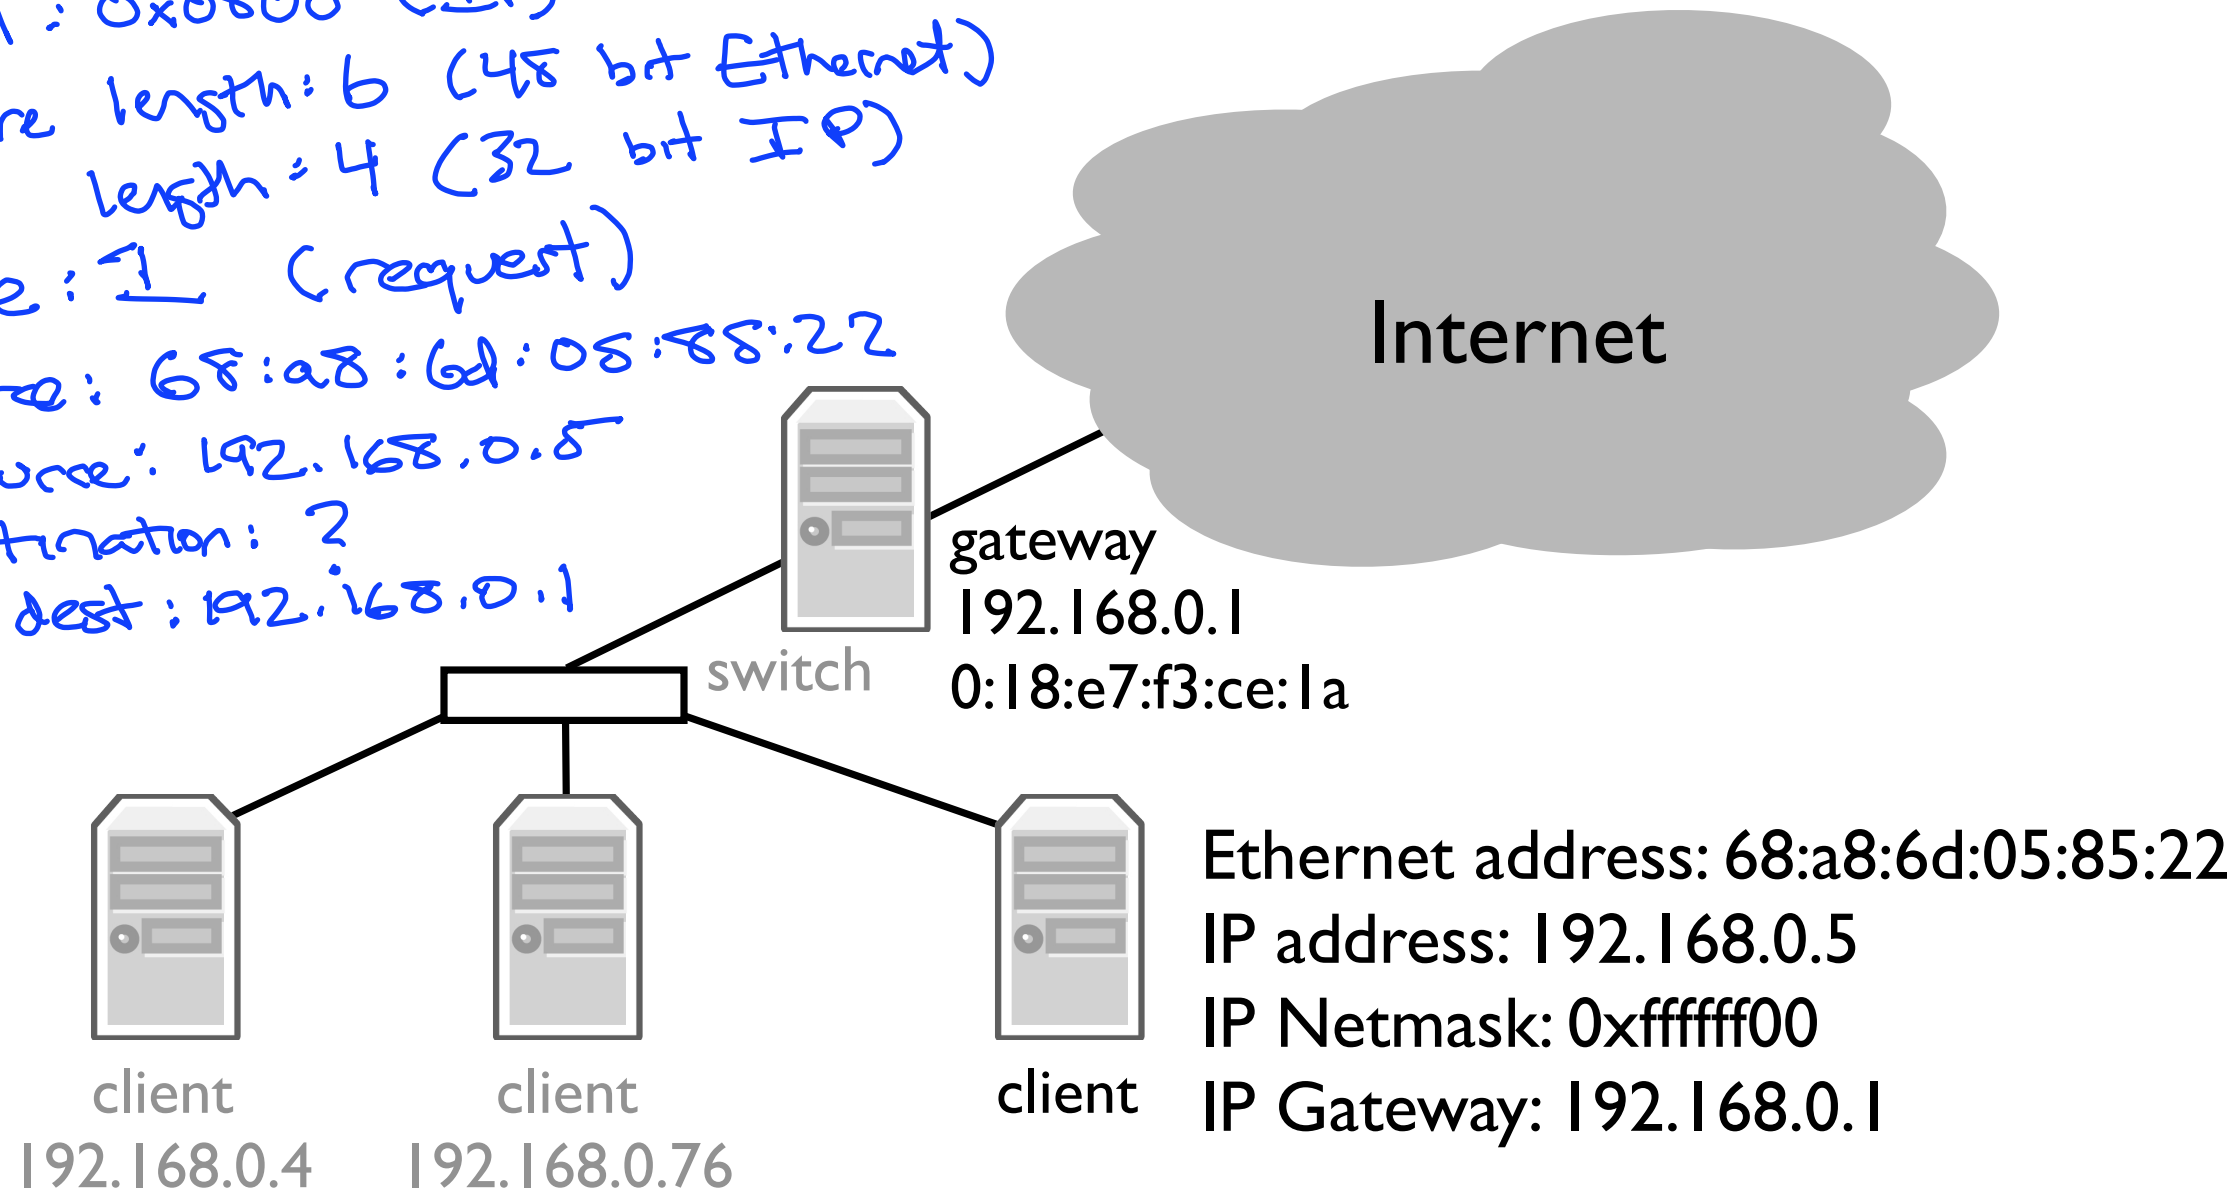 : 0x0800 (IP)
length: 6 (48 bit Ethernet)
length: 4 (32 bit IP)
: 1 (request)
: 68:a8:6d:05:85:22
: 192.168.0.5
: ?
dest: 192.168.0.1
Internet
gateway
192.168.0.1
0:18:e7:f3:ce:1a
switch
Ethernet address: 68:a8:6d:05:85:22
IP address: 192.168.0.5
IP Netmask: 0xffffff00
IP Gateway: 192.168.0.1
client
192.168.0.4
client
192.168.0.76
client